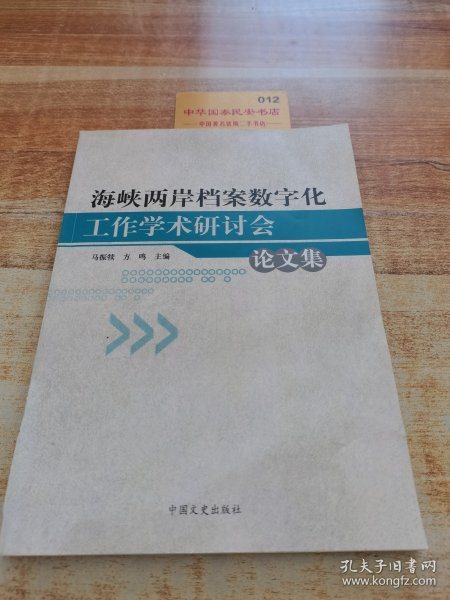 012
中华国泰民安书店
海峡两岸档案数字化
工作学术研讨会
论文集
马振犊 方鸣 主编
中国文史出版社
孔夫子旧书网
www.kongfz.com